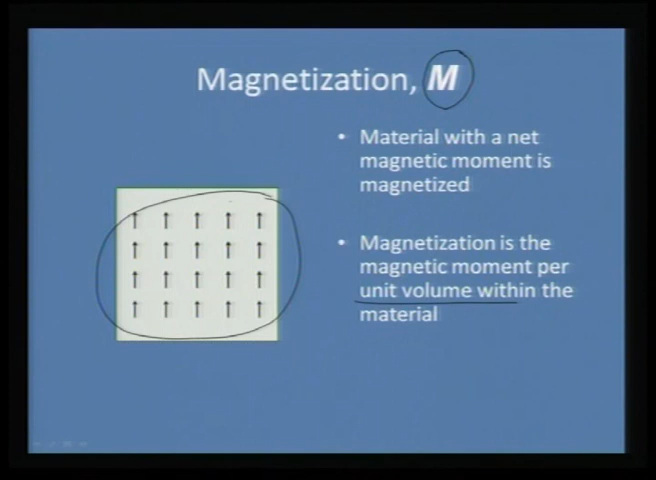 Magnetization, M
• Material with a net
magnetic moment is
magnetized
• Magnetization is the
magnetic moment per
unit volume within the
material